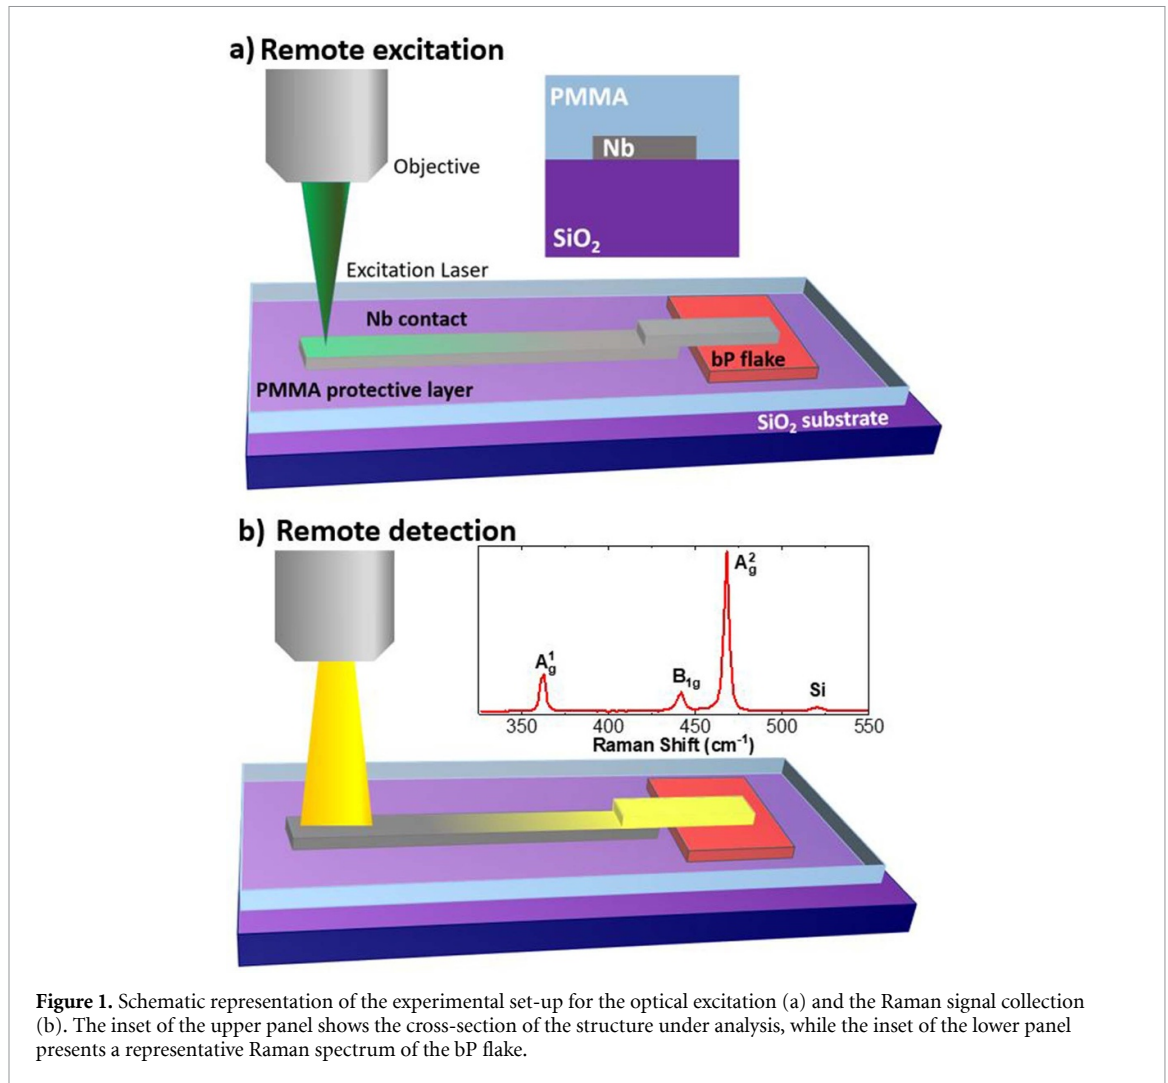 a) Remote excitation
PMMA
Nb
SiO₂
Objective
Excitation Laser
Nb contact
bP flake
PMMA protective layer
SiO₂ substrate
b) Remote detection
A¹g
B₁g
A²g
Si
350 400 450 500 550
Raman Shift (cm⁻¹)
Figure 1. Schematic representation of the experimental set-up for the optical excitation (a) and the Raman signal collection
(b). The inset of the upper panel shows the cross-section of the structure under analysis, while the inset of the lower panel
presents a representative Raman spectrum of the bP flake.